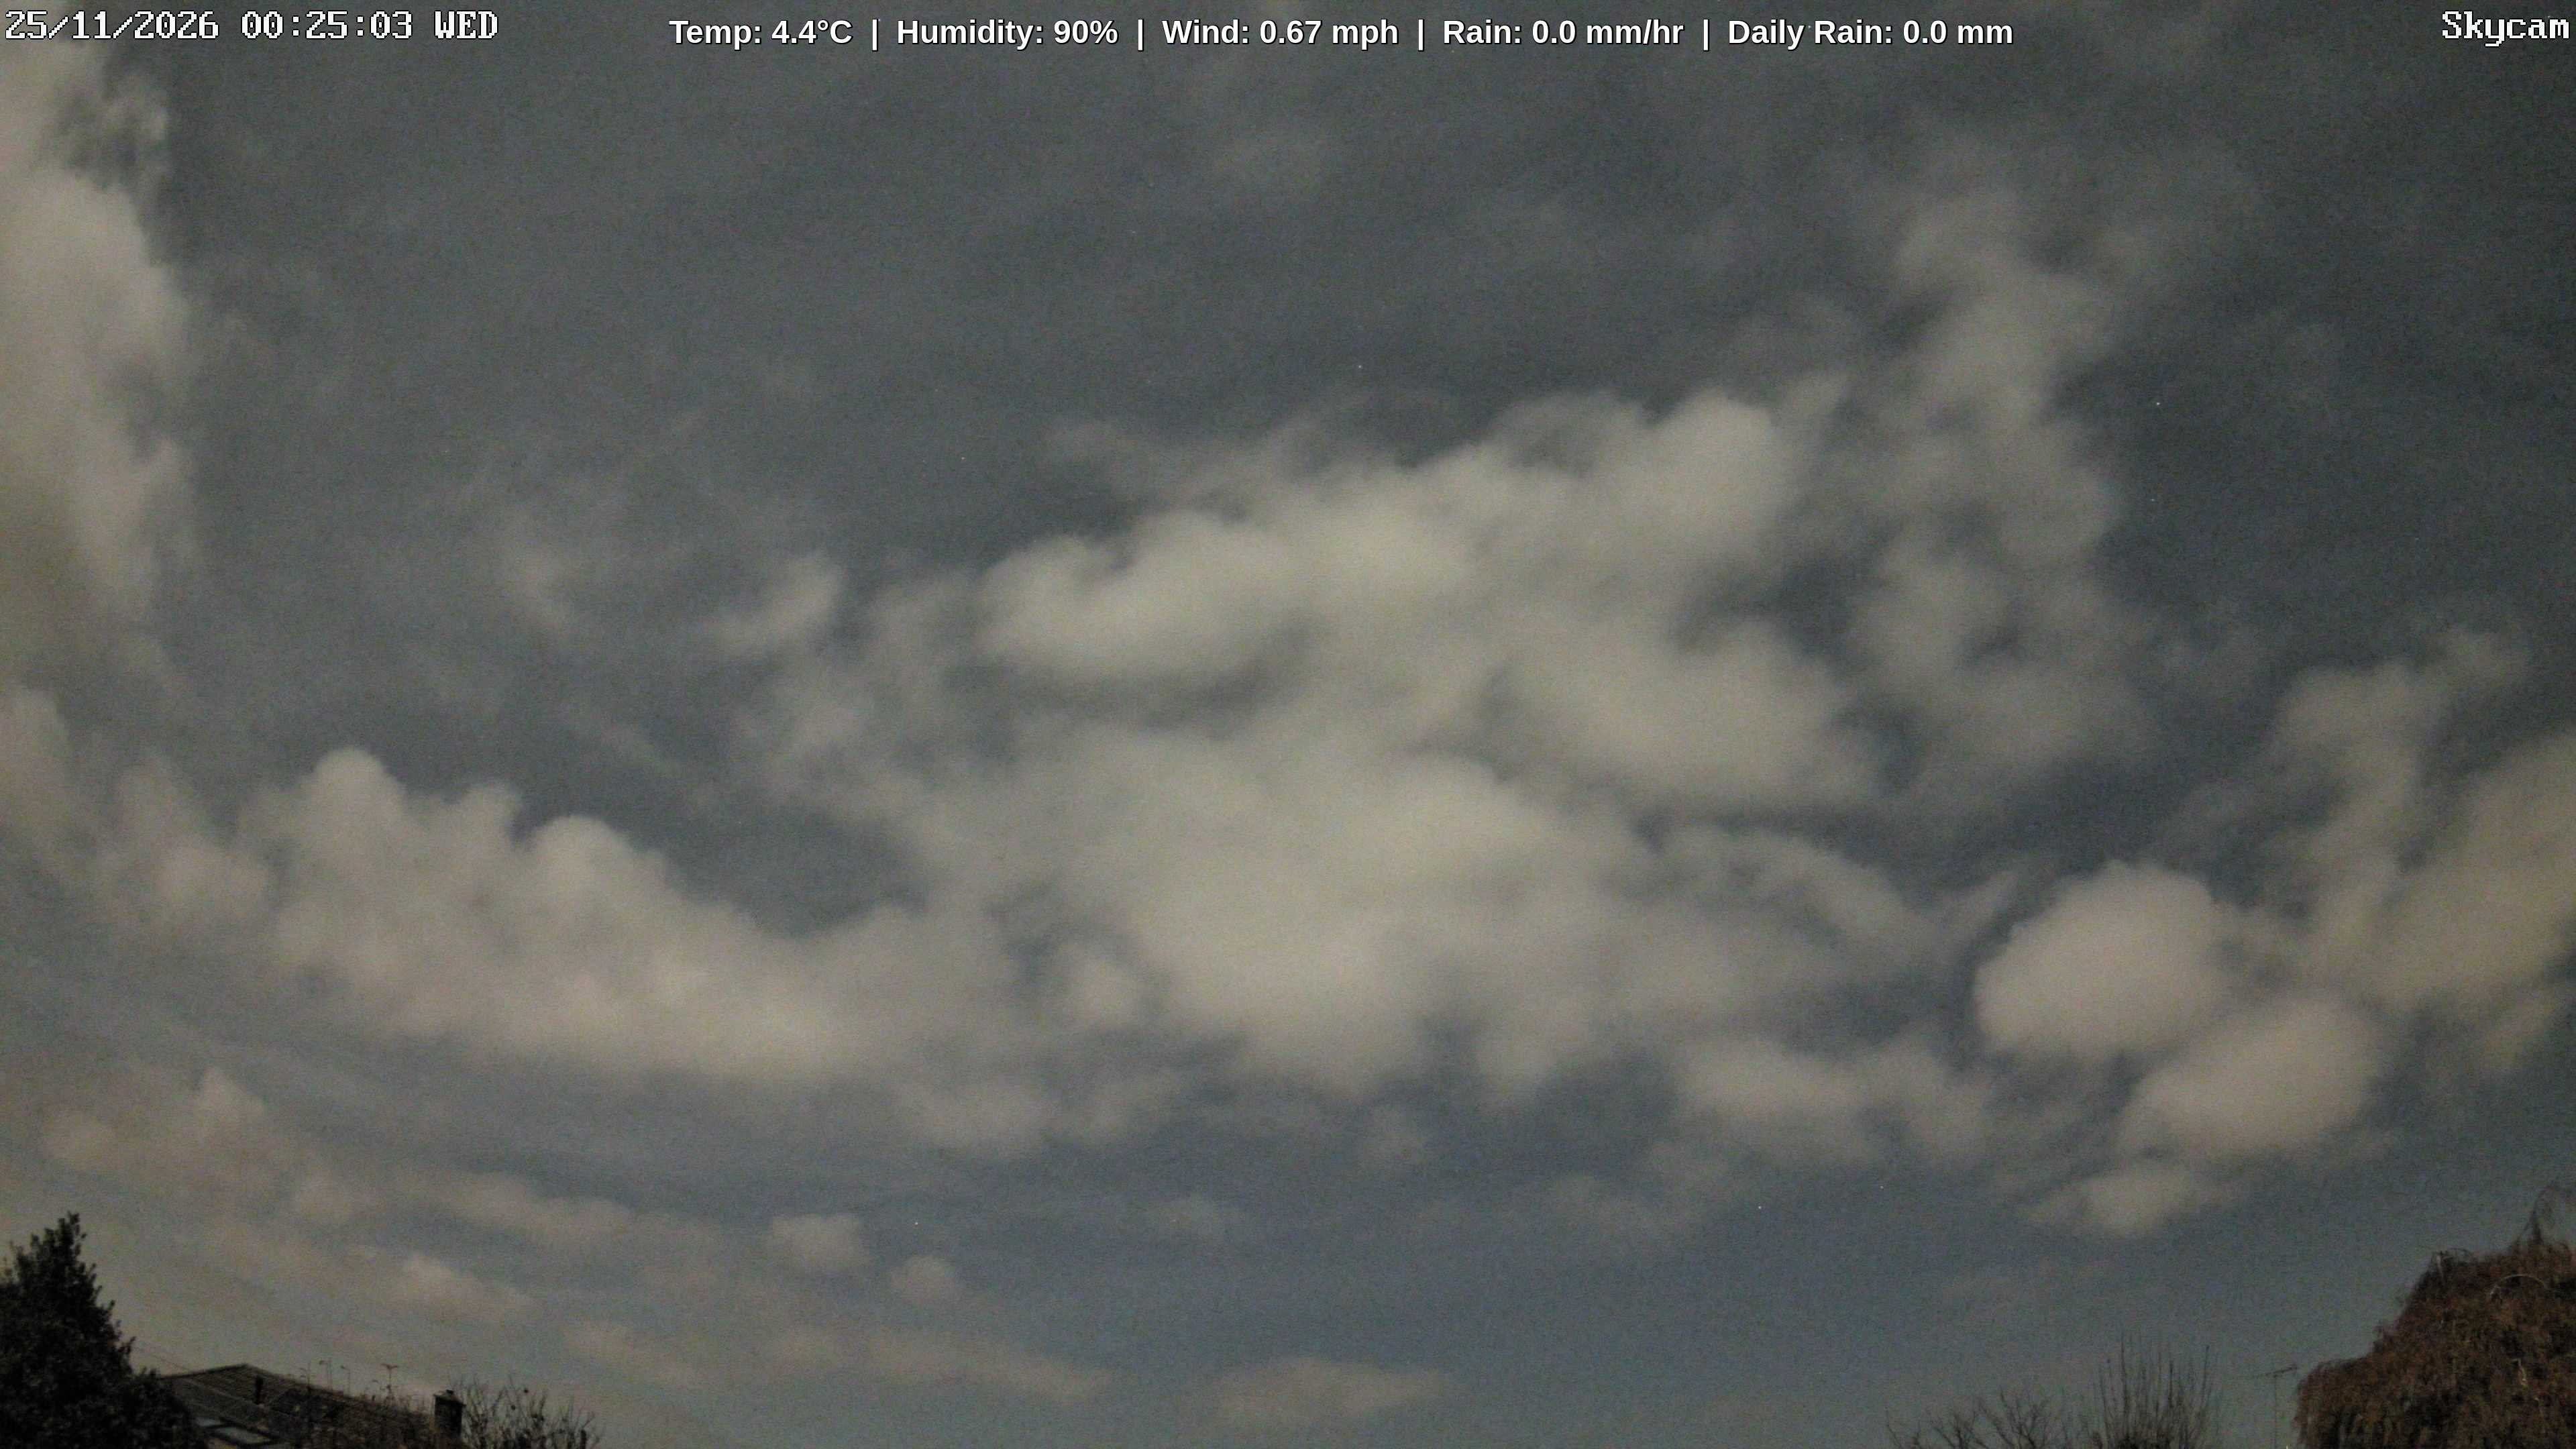 25/11/2026 00:25:03 WED
Temp: 4.4°C | Humidity: 90% | Wind: 0.67 mph | Rain: 0.0 mm/hr | Daily Rain: 0.0 mm
Skycam